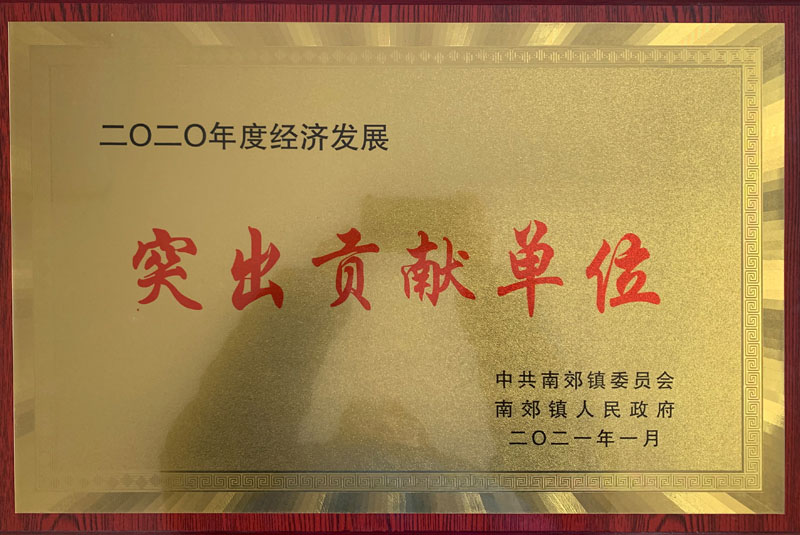 二〇二〇年度经济发展
突出贡献单位
中共南郊镇委员会
南郊镇人民政府
二〇二一年一月